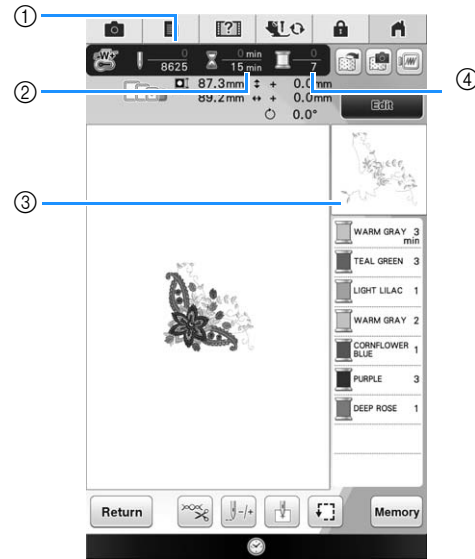 ①
[?]
W+
0
8625
0 min
15 min
0
7
②
④
87.3mm ↕ + 0.0mm
89.2mm ↔ + 0.0mm
0.0°
Edit
③
WARM GRAY 3
min
TEAL GREEN 3
LIGHT LILAC 1
WARM GRAY 2
CORNFLOWER
BLUE 1
PURPLE 3
DEEP ROSE 1
Return
-/+
Memory